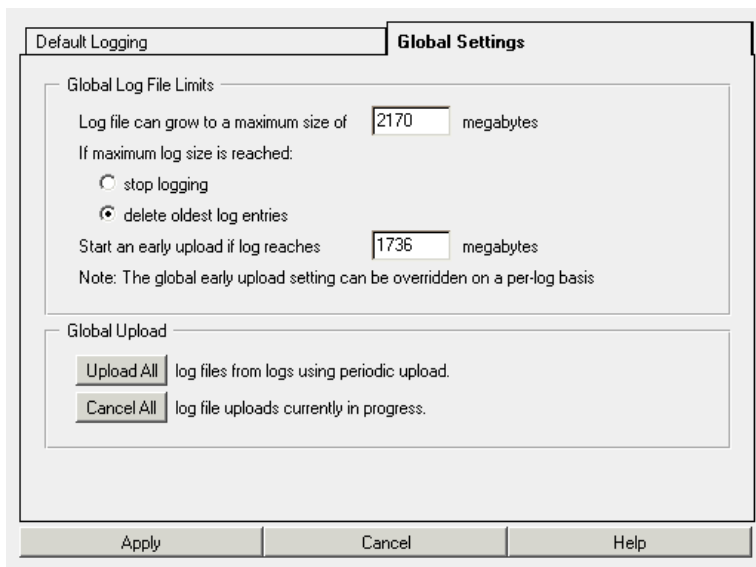 Default Logging
Global Settings
Global Log File Limits
Log file can grow to a maximum size of 2170 megabytes
If maximum log size is reached:
stop logging
delete oldest log entries
Start an early upload if log reaches 1736 megabytes
Note: The global early upload setting can be overridden on a per-log basis
Global Upload
Upload All log files from logs using periodic upload.
Cancel All log file uploads currently in progress.
Apply Cancel Help